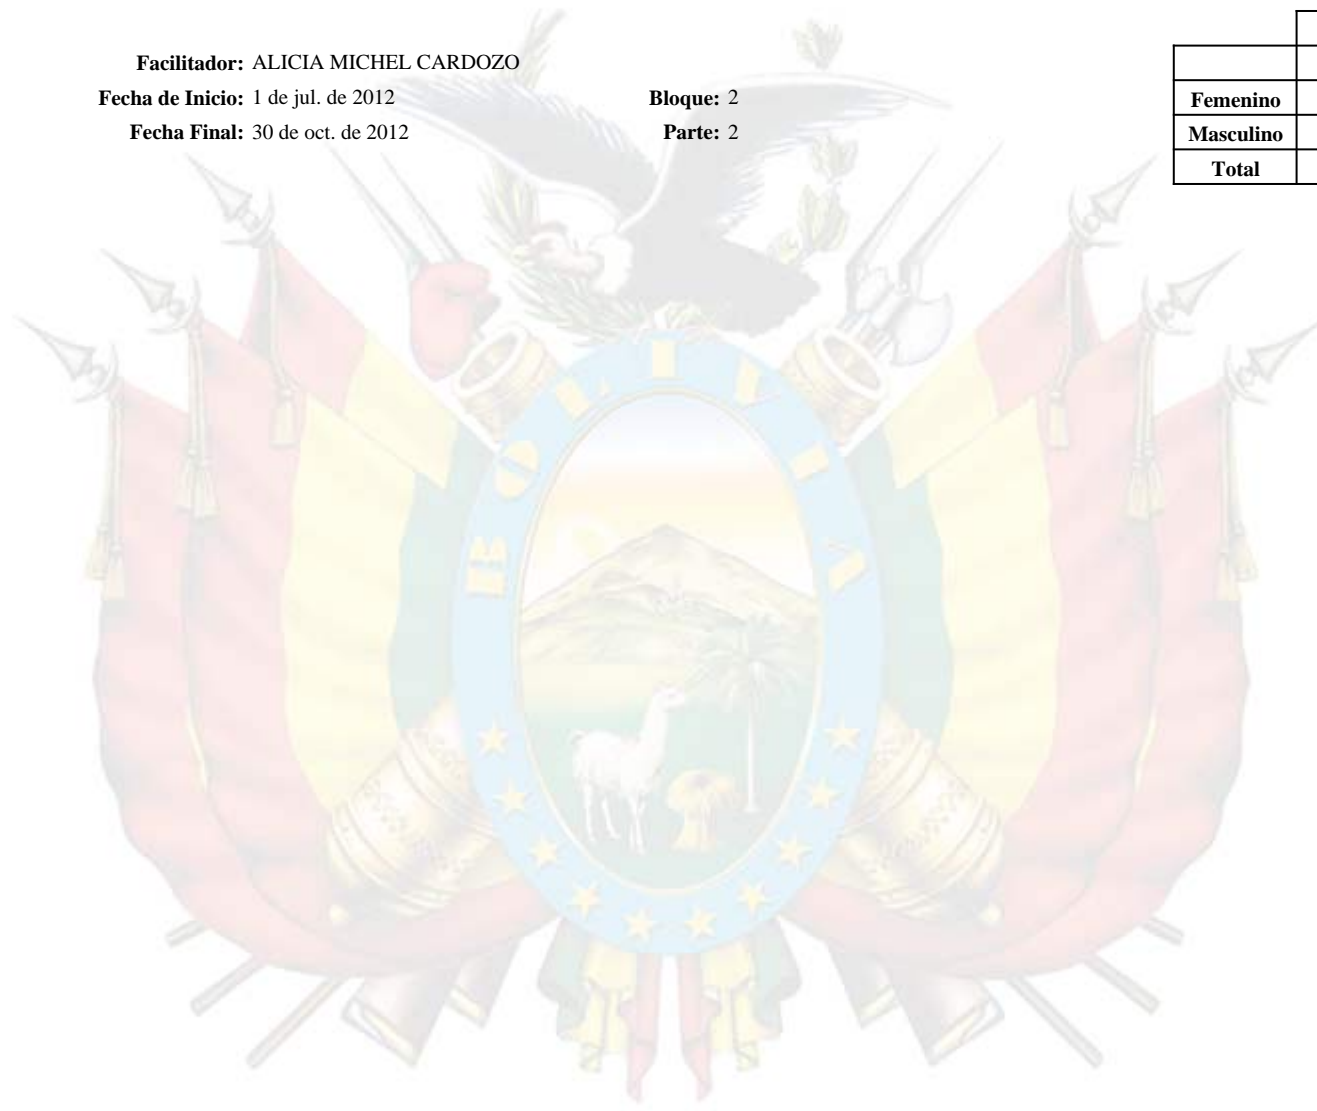 Facilitador: ALICIA MICHEL CARDOZO
Fecha de Inicio: 1 de jul. de 2012 Bloque: 2
Fecha Final: 30 de oct. de 2012 Parte: 2
Femenino
Masculino
Total
BOLIVIA